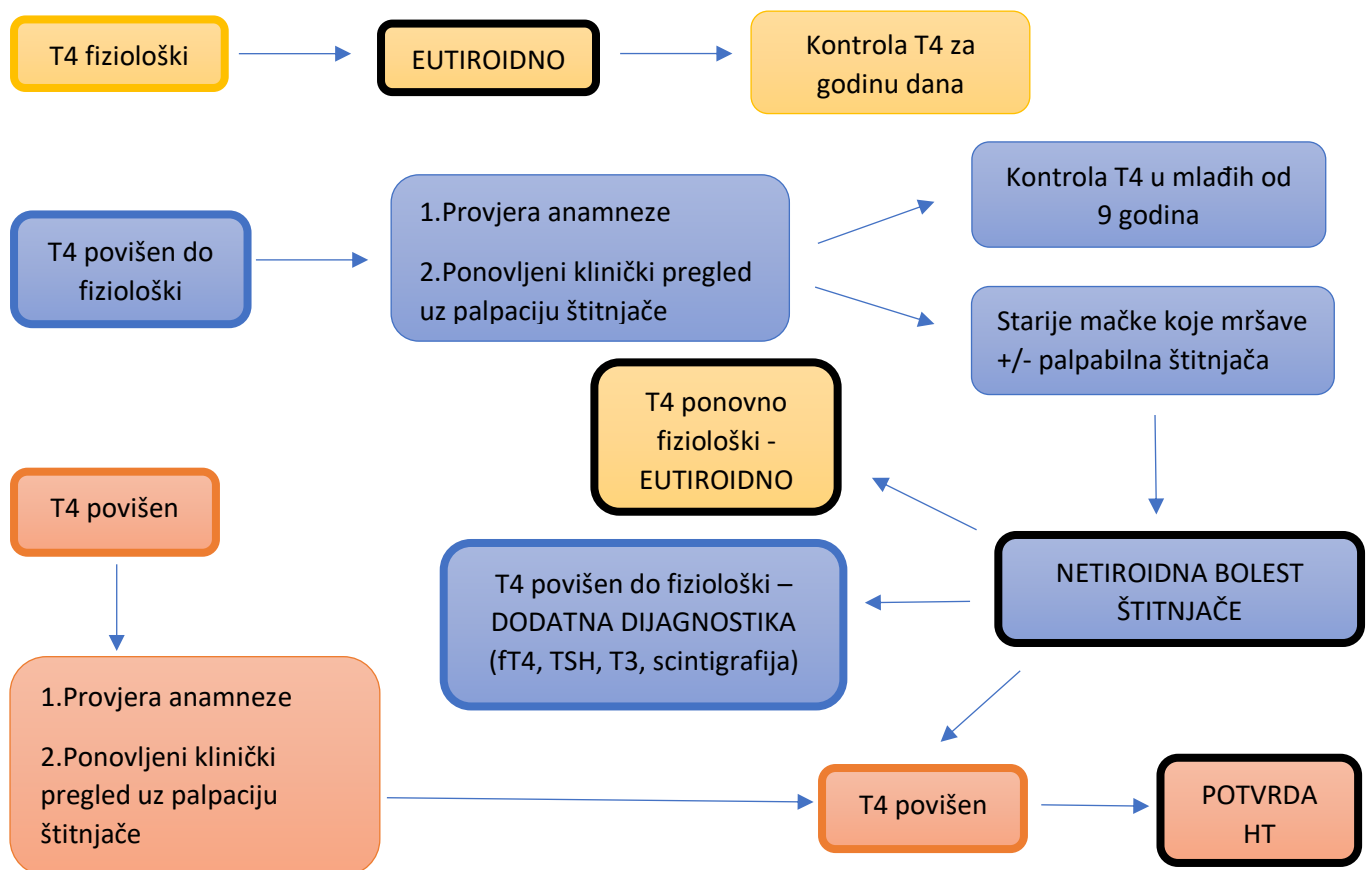 T4 fiziološki
EUTIROIDNO
Kontrola T4 za
godinu dana
T4 povišen do
fiziološki
1.Provjera anamneze
2.Ponovljeni klinički pregled
uz palpaciju štitnjače
Kontrola T4 u mlađih od
9 godina
Starije mačke koje mršave
+/- palpabilna štitnjača
T4 ponovno
fiziološki -
EUTIROIDNO
NETIROIDNA BOLEST
ŠTITNJAČE
T4 povišen do fiziološki –
DODATNA DIJAGNOSTIKA
(fT4, TSH, T3, scintigrafija)
T4 povišen
1.Provjera anamneze
2.Ponovljeni klinički
pregled uz palpaciju
štitnjače
T4 povišen
POTVRDA
HT